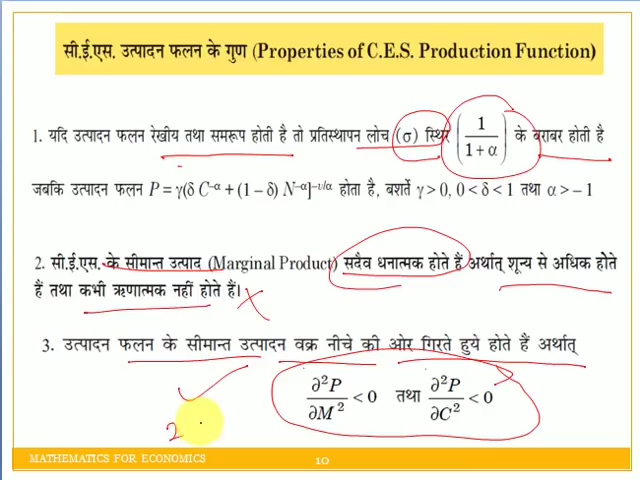 सी.ई.एस. उत्पादन फलन के गुण (Properties of C.E.S. Production Function)
1. यदि उत्पादन फलन रेखीय तथा समरूप होती है तो प्रतिस्थापन लोच (σ) स्थिर (1/(1 + α)) के बराबर होती है
जबकि उत्पादन फलन P = γ(δ C^–α + (1 – δ) N^–α]^–υ/α होता है, बशर्ते γ > 0, 0 < δ < 1 तथा α > – 1
2. सी.ई.एस. के सीमान्त उत्पाद (Marginal Product) सदैव धनात्मक होते हैं अर्थात् शून्य से अधिक होते
हैं तथा कभी ऋणात्मक नहीं होते हैं।
3. उत्पादन फलन के सीमान्त उत्पादन वक्र नीचे की ओर गिरते हुये होते हैं अर्थात्
∂²P/∂M² < 0 तथा ∂²P/∂C² < 0
2
MATHEMATICS FOR ECONOMICS 10